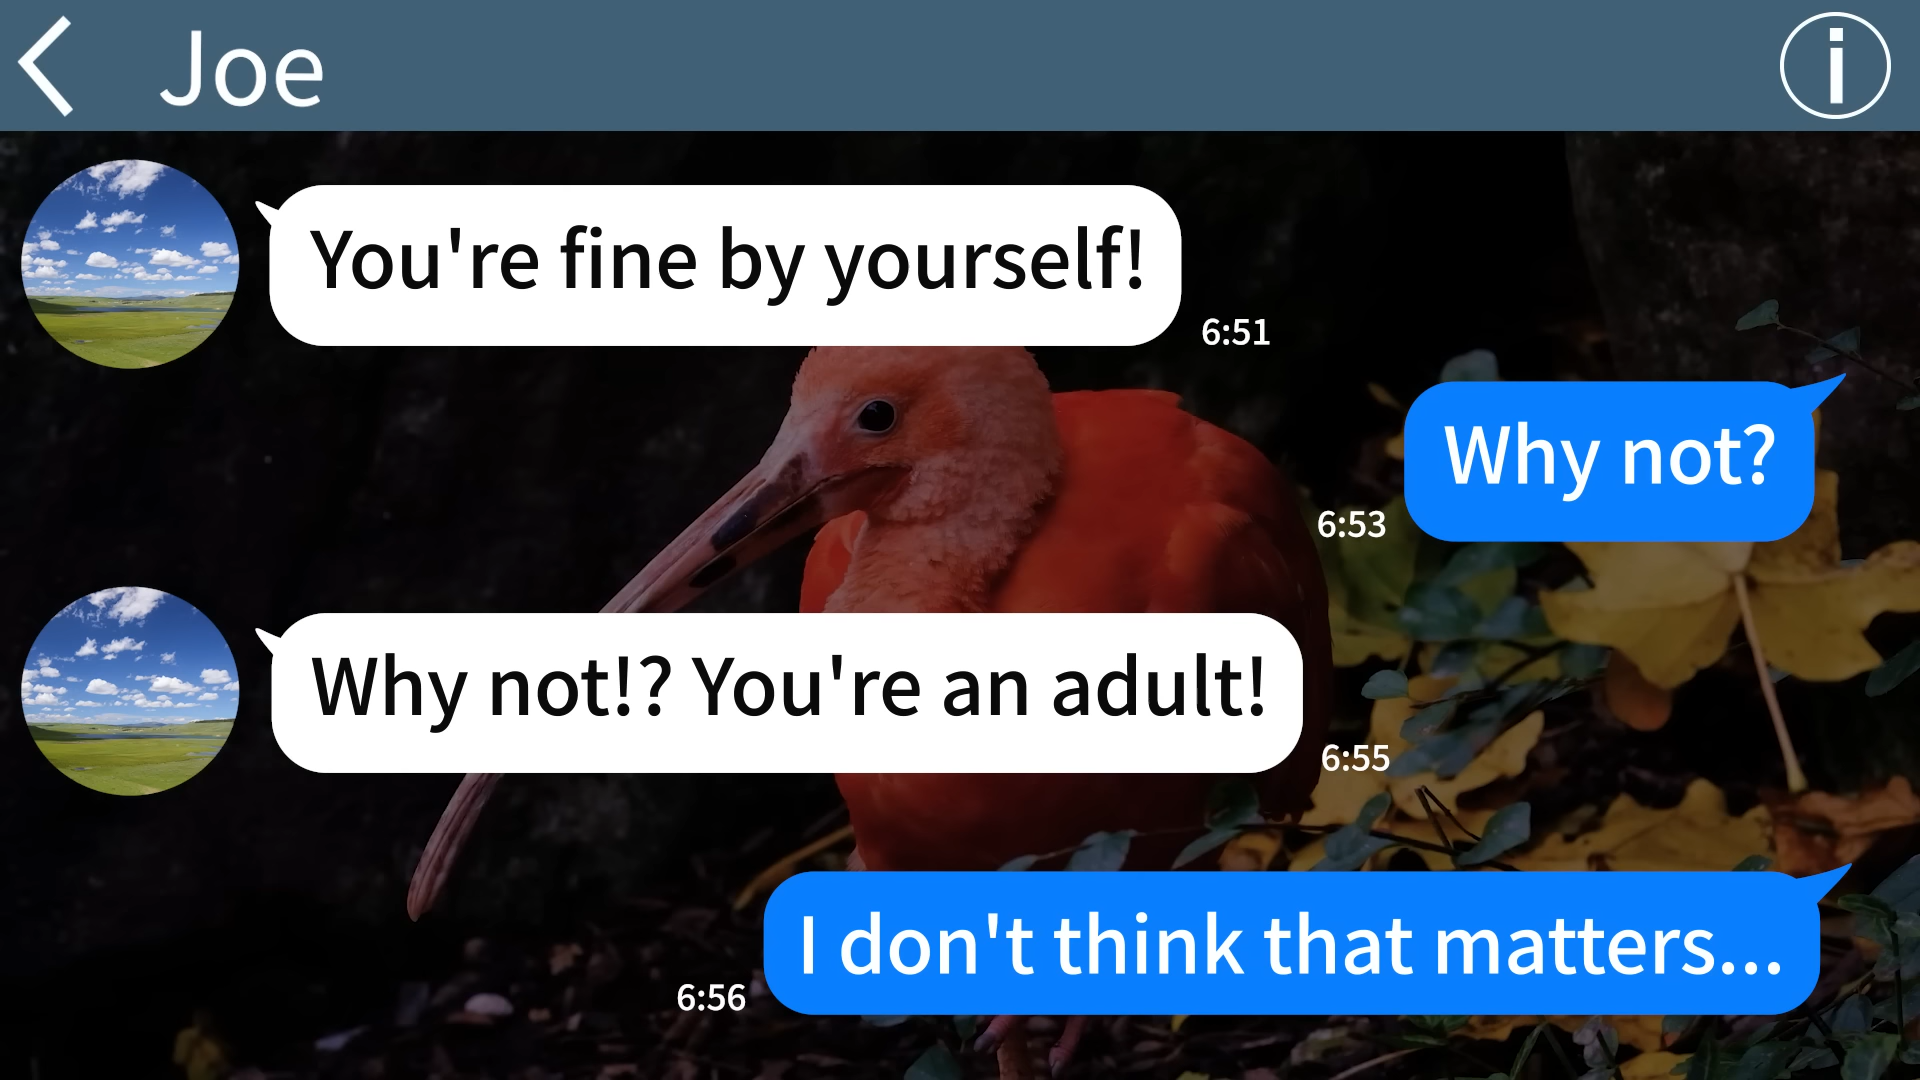 Joe
You're fine by yourself!
6:51
Why not?
6:53
Why not!? You're an adult!
6:55
I don't think that matters...
6:56